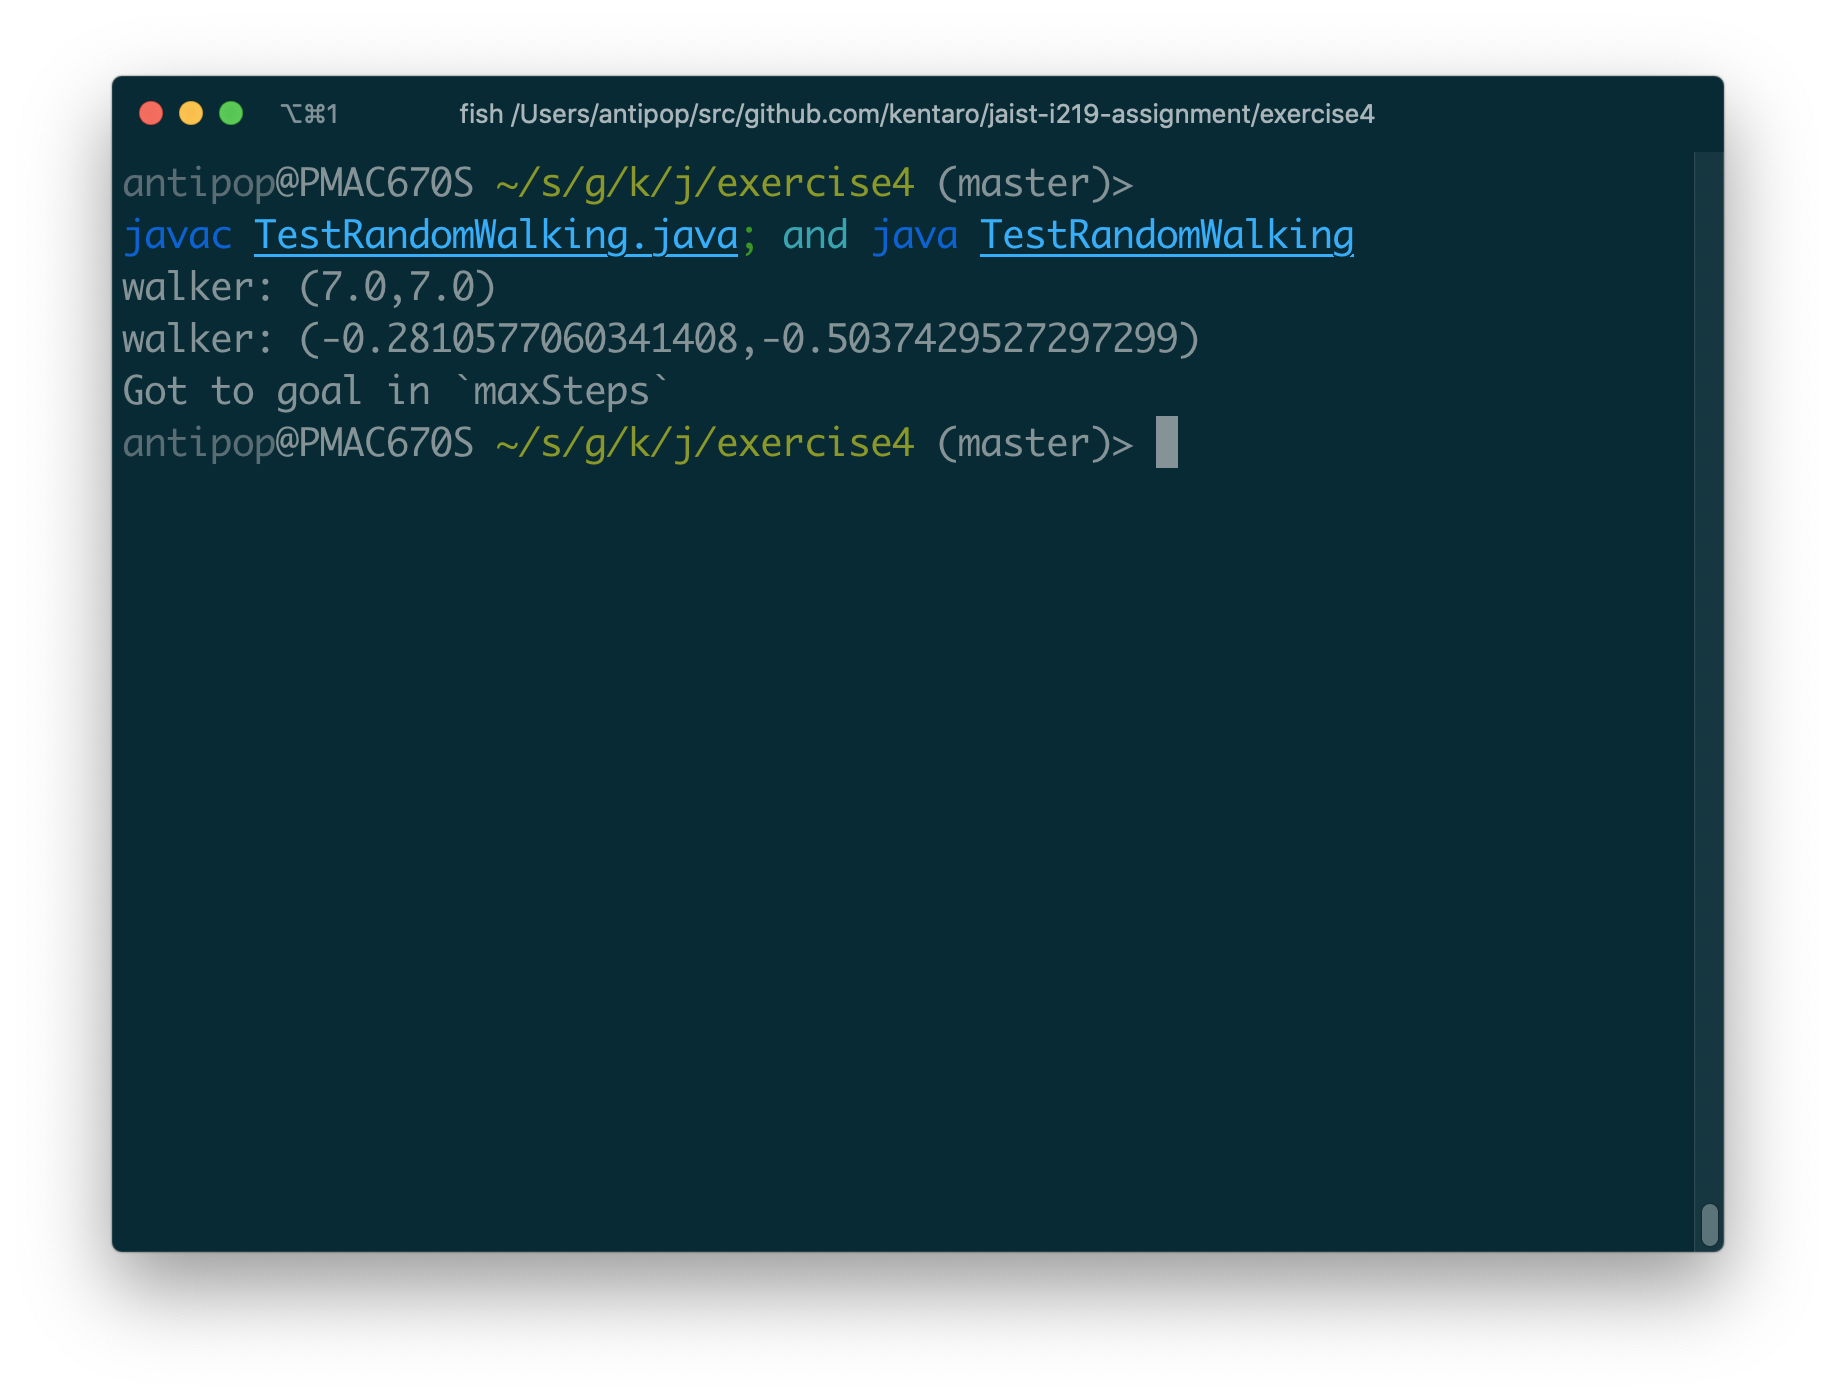 ⌥⌘1 fish /Users/antipop/src/github.com/kentaro/jaist-i219-assignment/exercise4
antipop@PMAC670S ~/s/g/k/j/exercise4 (master)>
javac TestRandomWalking.java; and java TestRandomWalking
walker: (7.0,7.0)
walker: (-0.2810577060341408,-0.5037429527297299)
Got to goal in `maxSteps`
antipop@PMAC670S ~/s/g/k/j/exercise4 (master)>